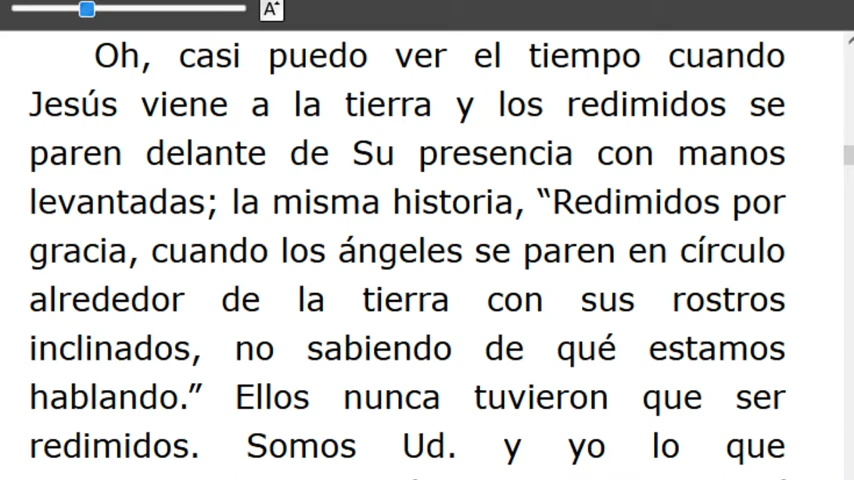 A
Oh, casi puedo ver el tiempo cuando
Jesús viene a la tierra y los redimidos se
paren delante de Su presencia con manos
levantadas; la misma historia, “Redimidos por
gracia, cuando los ángeles se paren en círculo
alrededor de la tierra con sus rostros
inclinados, no sabiendo de qué estamos
hablando.” Ellos nunca tuvieron que ser
redimidos. Somos Ud. y yo lo que